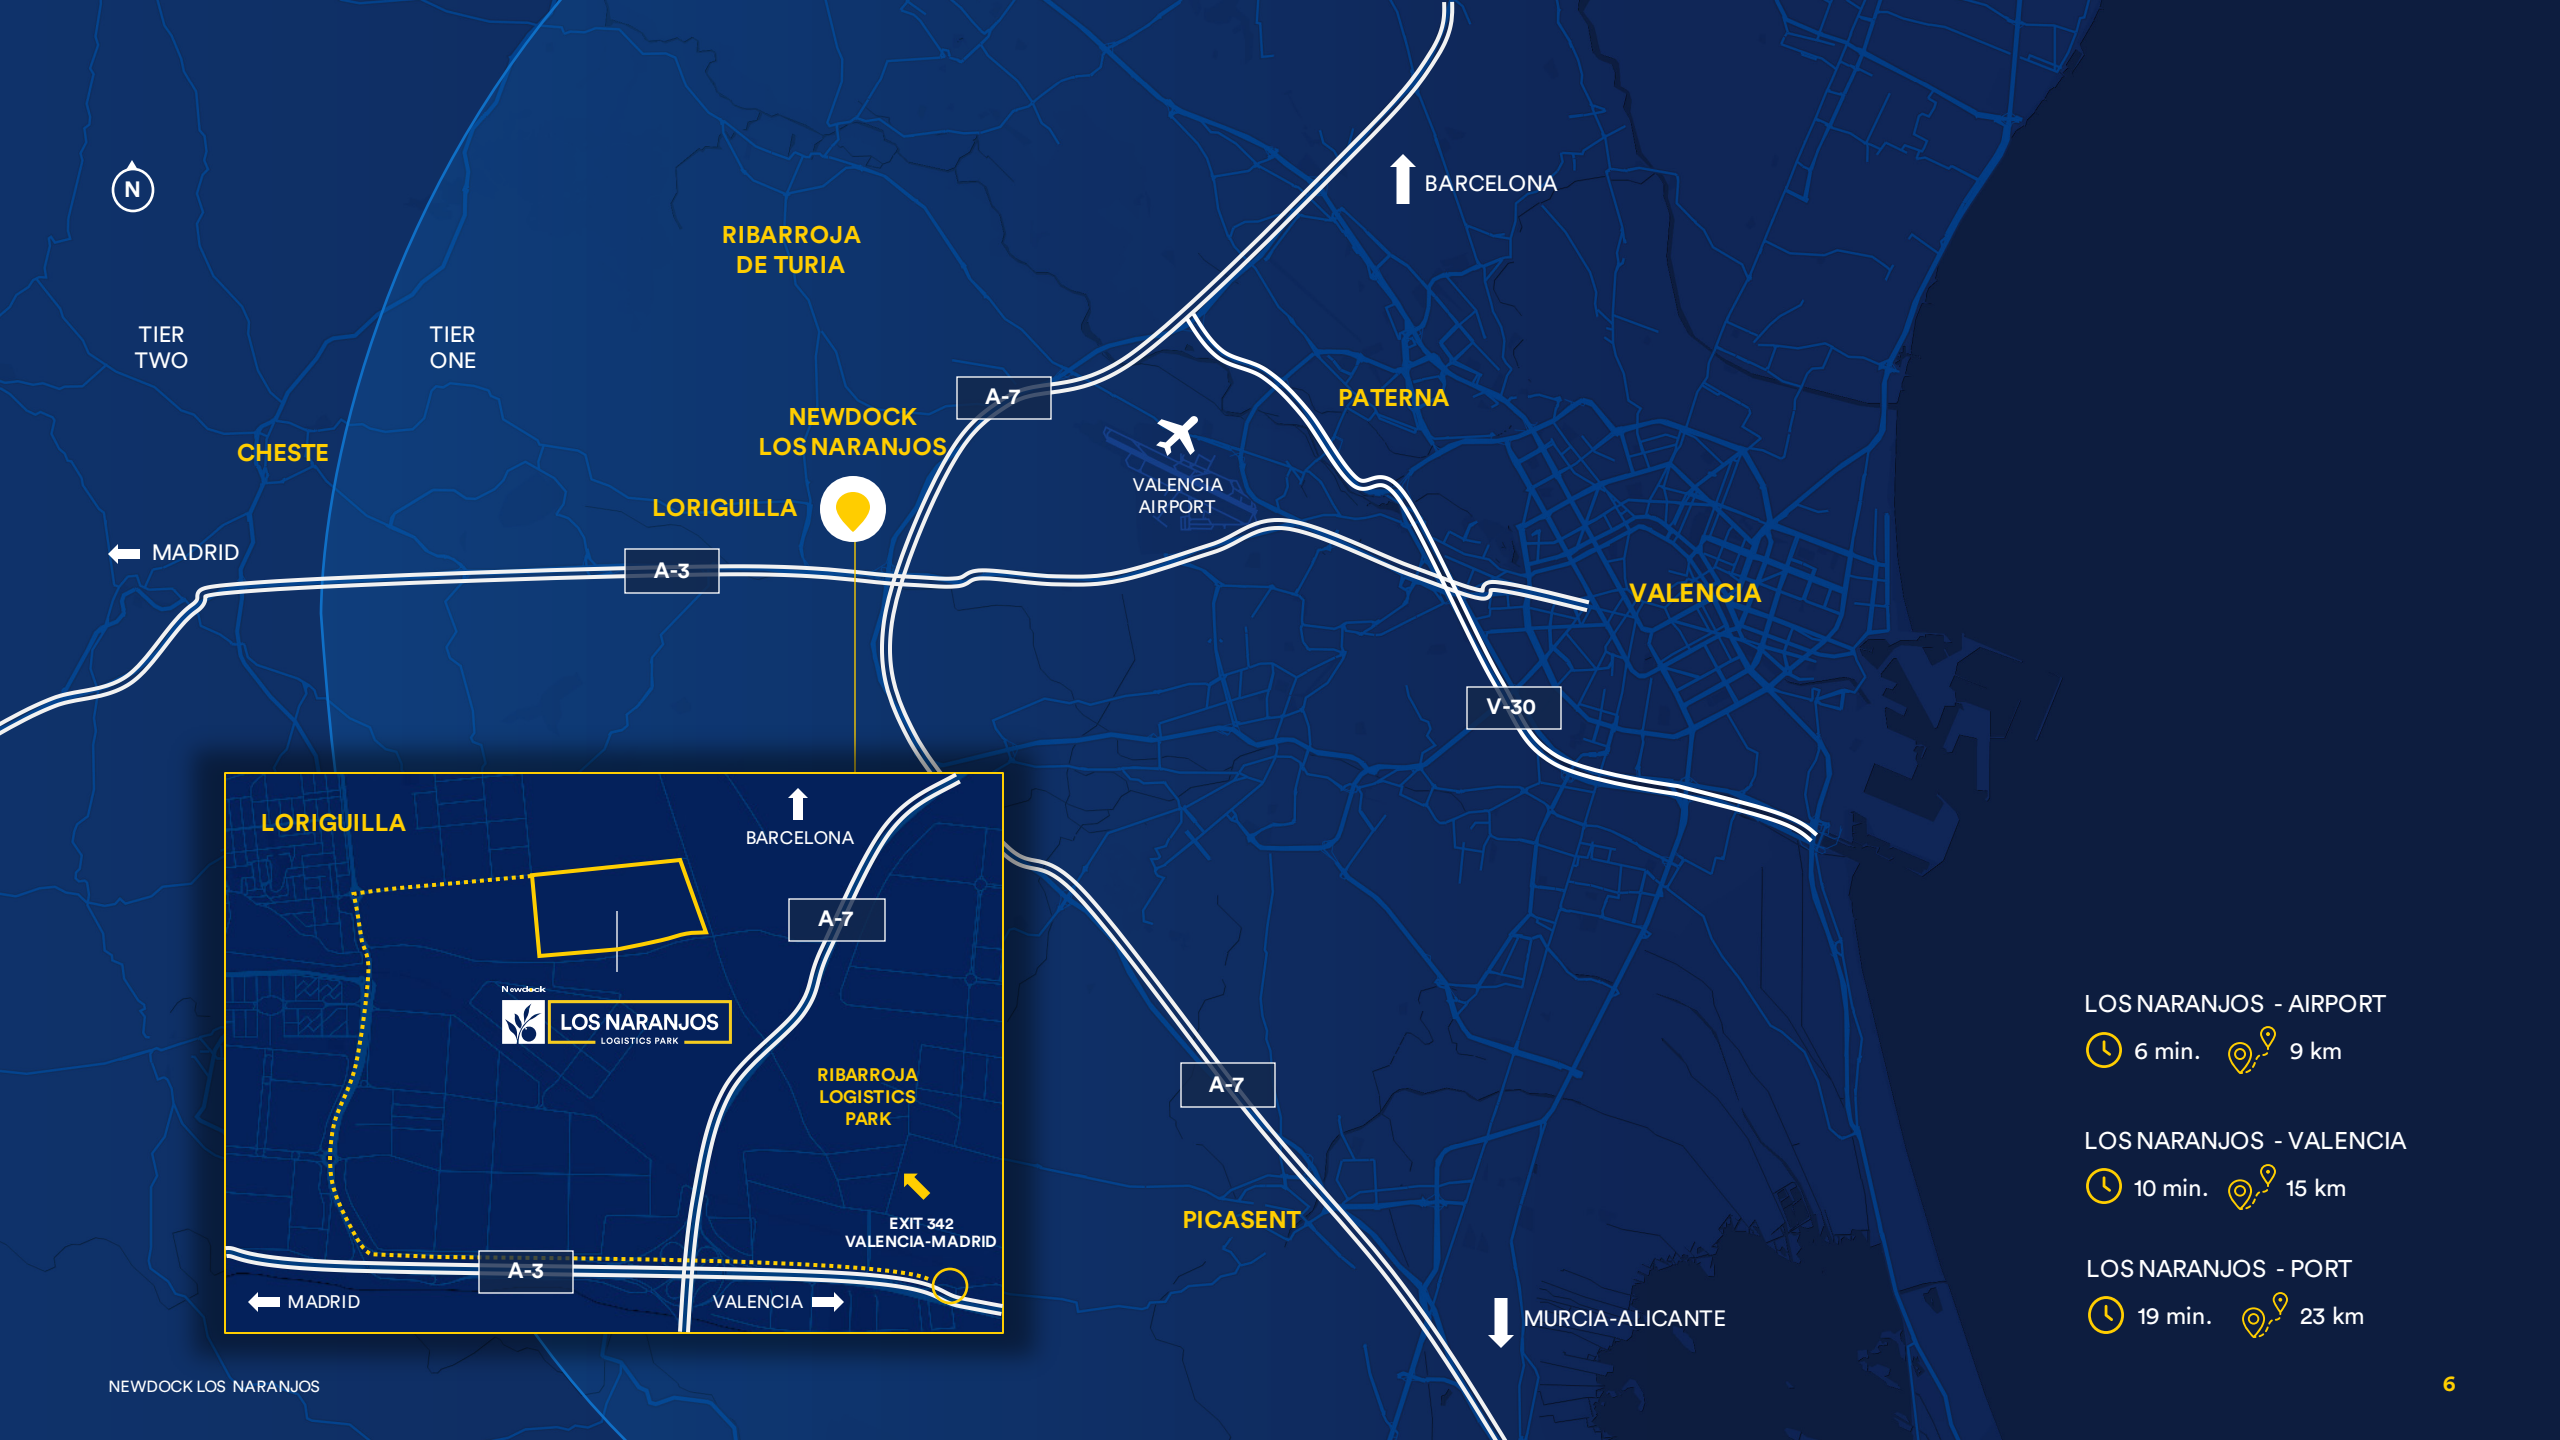 N
BARCELONA
RIBARROJA
DE TURIA
TIER
TWO
TIER
ONE
A-7
PATERNA
NEWDOCK
LOS NARANJOS
CHESTE
VALENCIA
AIRPORT
LORIGUILLA
MADRID
A-3
VALENCIA
V-30
LORIGUILLA
BARCELONA
A-7
Newdock
LOS NARANJOS
LOGISTICS PARK
RIBARROJA
LOGISTICS
PARK
EXIT 342
VALENCIA-MADRID
A-3
MADRID
VALENCIA
A-7
PICASENT
MURCIA-ALICANTE
LOS NARANJOS - AIRPORT
6 min. 9 km
LOS NARANJOS - VALENCIA
10 min. 15 km
LOS NARANJOS - PORT
19 min. 23 km
NEWDOCK LOS NARANJOS
6